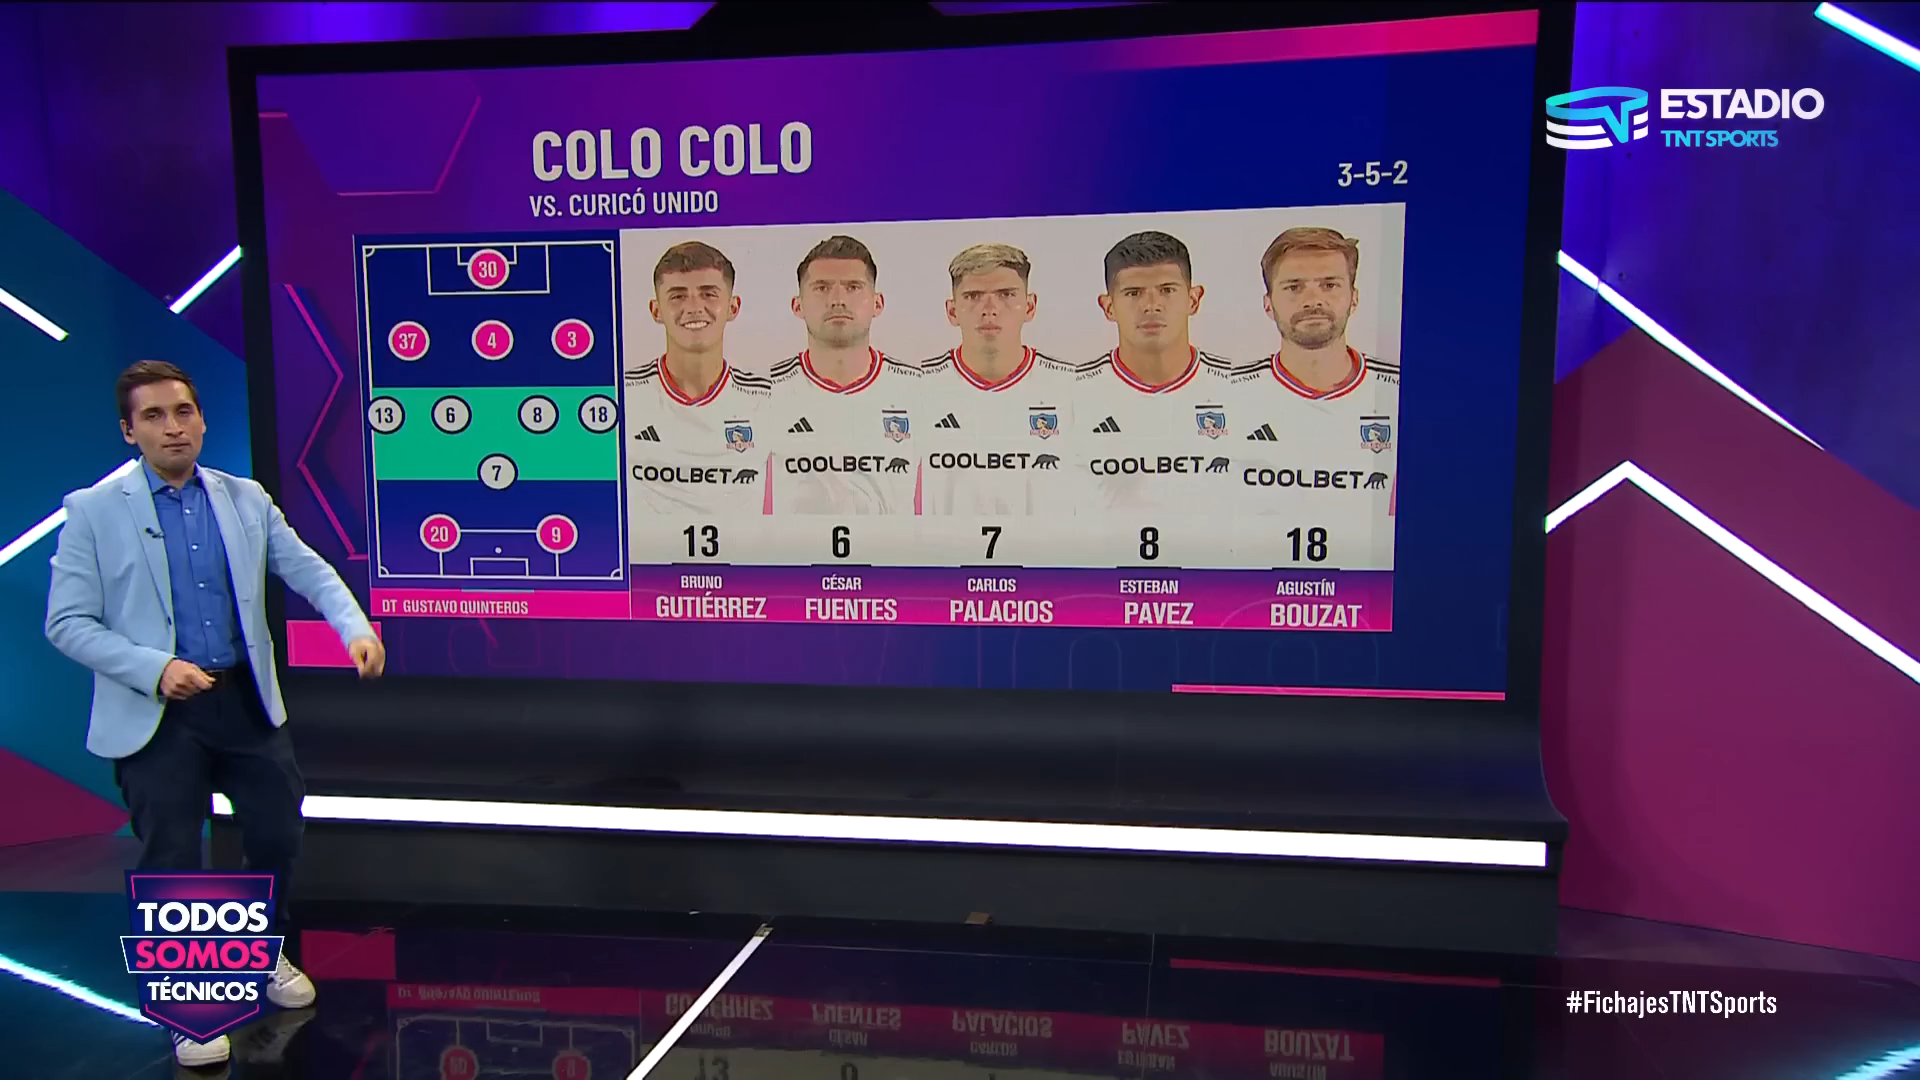 ESTADIO
TNT SPORTS
COLO COLO
VS. CURICÓ UNIDO
3-5-2
30
37 4 3
13 6 8 18
7
20 9
DT GUSTAVO QUINTEROS
COOLBET COOLBET COOLBET COOLBET COOLBET
13 6 7 8 18
BRUNO CÉSAR CARLOS ESTEBAN AGUSTÍN
GUTIÉRREZ FUENTES PALACIOS PAVEZ BOUZAT
TODOS
SOMOS
TÉCNICOS
#FichajesTNTSports